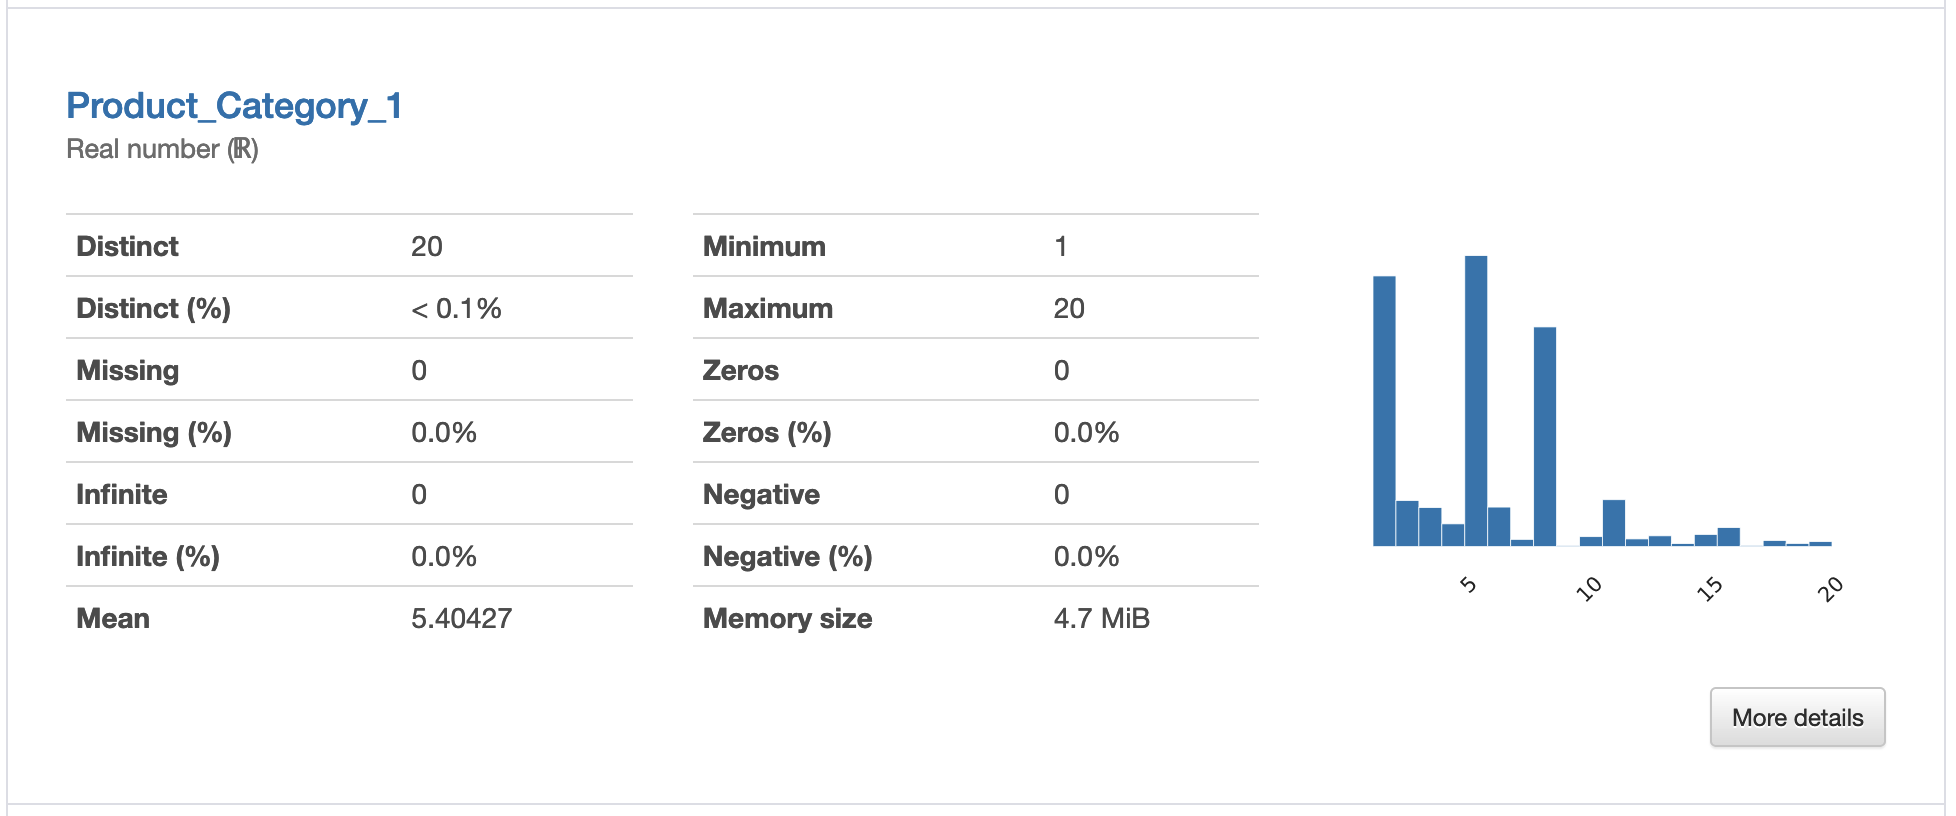 Product_Category_1
Real number (ℝ)
Distinct 20
Distinct (%) < 0.1%
Missing 0
Missing (%) 0.0%
Infinite 0
Infinite (%) 0.0%
Mean 5.40427
Minimum 1
Maximum 20
Zeros 0
Zeros (%) 0.0%
Negative 0
Negative (%) 0.0%
Memory size 4.7 MiB
5 10 15 20
More details